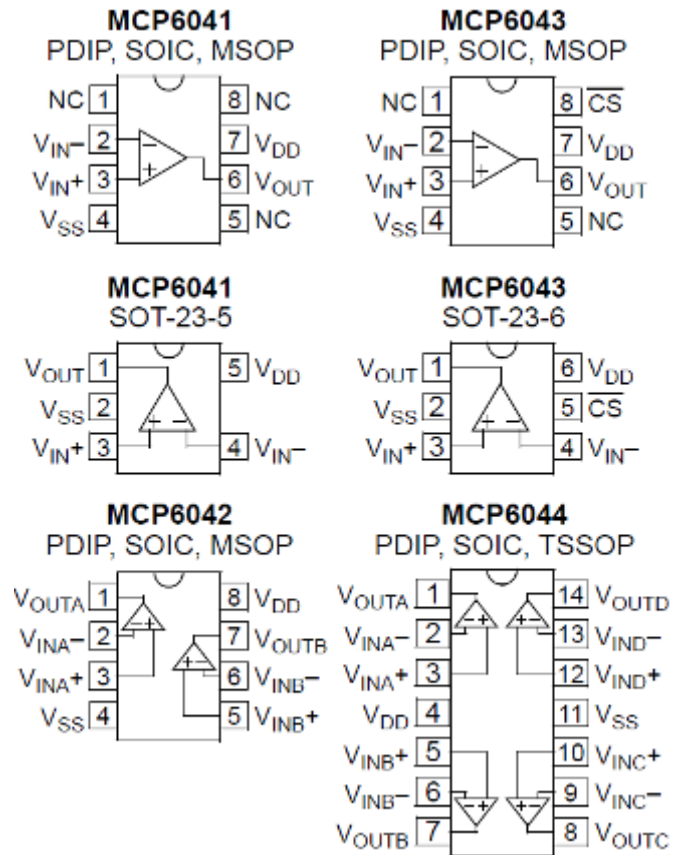 MCP6041
PDIP, SOIC, MSOP
NC 1
8 NC
VIN– 2
7 VDD
VIN+ 3
6 VOUT
VSS 4
5 NC
– +
MCP6043
PDIP, SOIC, MSOP
NC 1
8 CS
VIN– 2
7 VDD
VIN+ 3
6 VOUT
VSS 4
5 NC
– +
MCP6041
SOT-23-5
VOUT 1
5 VDD
VSS 2
VIN+ 3
4 VIN–
+ –
MCP6043
SOT-23-6
VOUT 1
6 VDD
VSS 2
5 CS
VIN+ 3
4 VIN–
+ –
MCP6042
PDIP, SOIC, MSOP
VOUTA 1
8 VDD
VINA– 2
7 VOUTB
VINA+ 3
6 VINB–
VSS 4
5 VINB+
– +
+ –
MCP6044
PDIP, SOIC, TSSOP
VOUTA 1
14 VOUTD
VINA– 2
13 VIND–
VINA+ 3
12 VIND+
VDD 4
11 VSS
VINB+ 5
10 VINC+
VINB– 6
9 VINC–
VOUTB 7
8 VOUTC
– +
+ –
– +
+ –